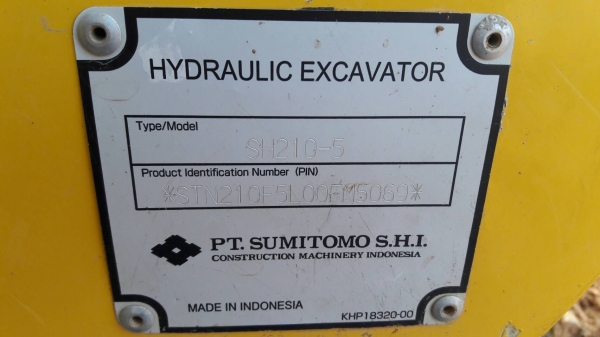 HYDRAULIC EXCAVATOR
Type/Model
SH210-5
Product Identification Number (PIN)
*STN210E5L00FM5069*
PT. SUMITOMO S.H.I.
CONSTRUCTION MACHINERY INDONESIA
MADE IN INDONESIA
KHP18320-00